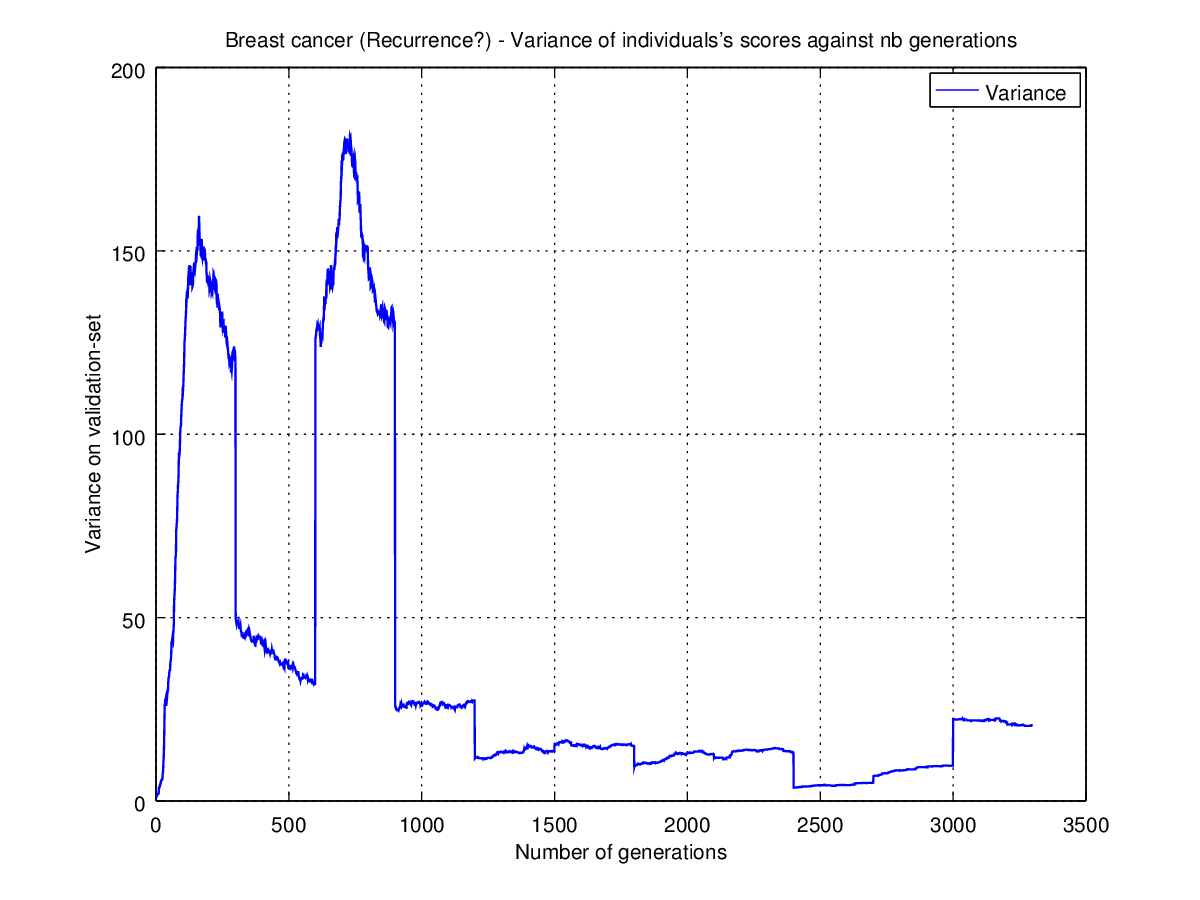 Breast cancer (Recurrence?) - Variance of individuals's scores against nb generations
Variance
200
150
100
50
0
Variance on validation-set
0 500 1000 1500 2000 2500 3000 3500
Number of generations